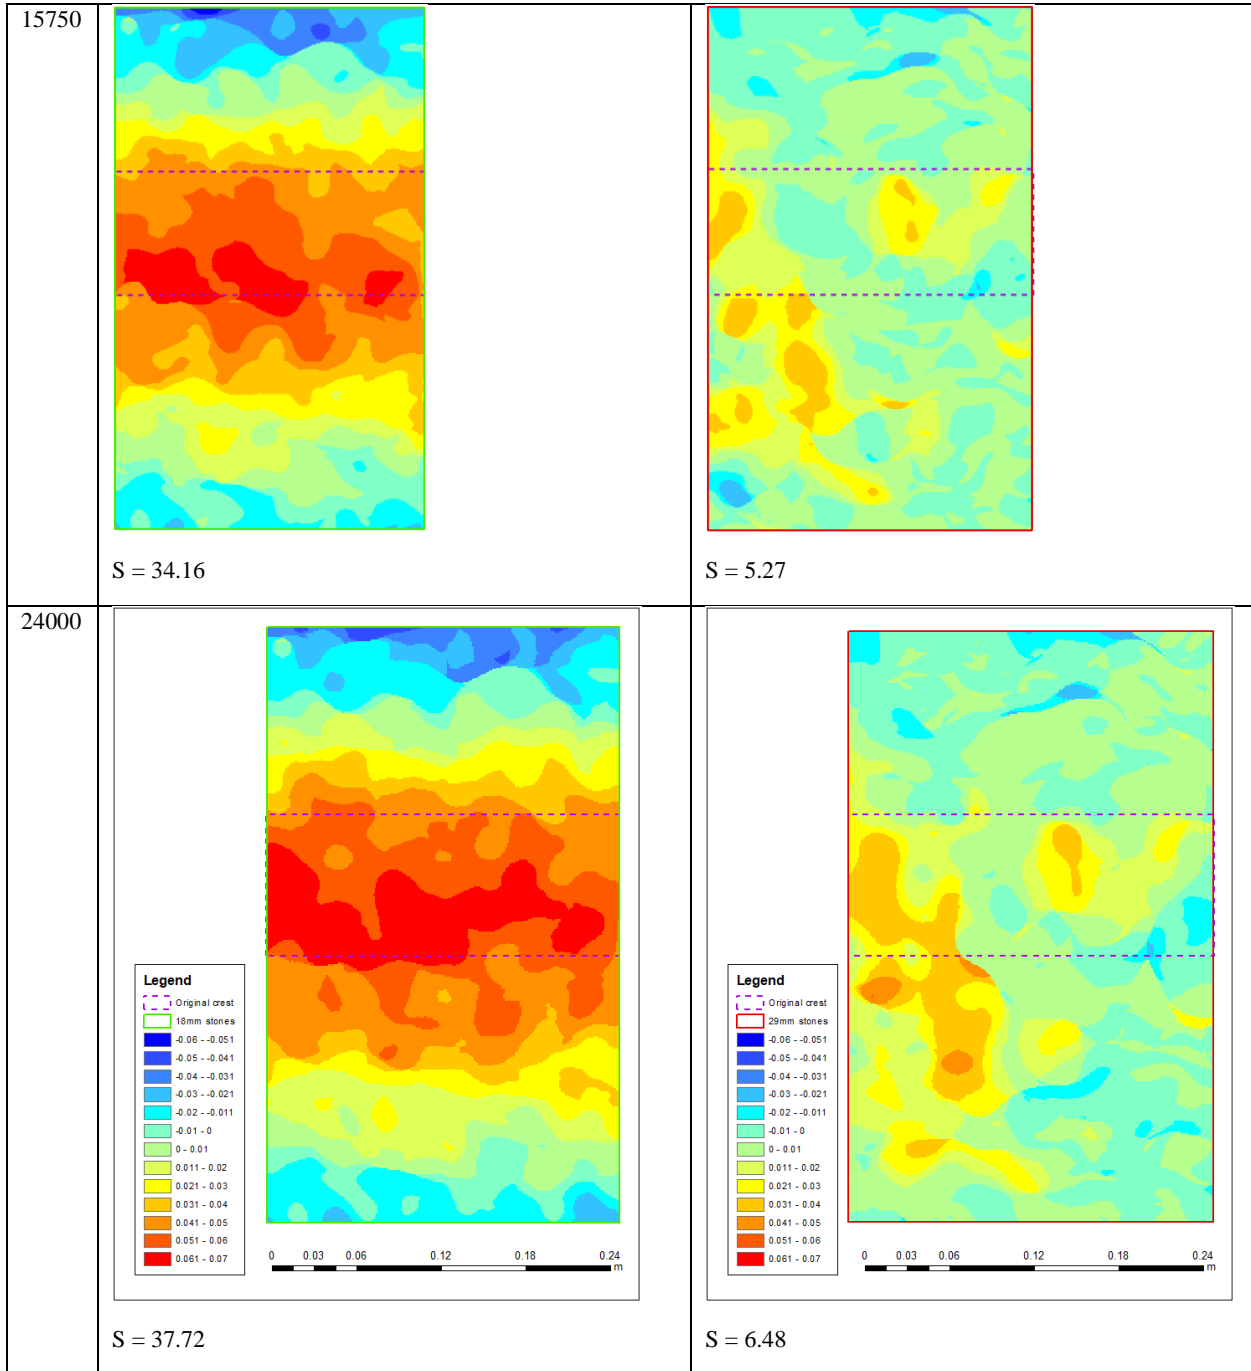 15750
S = 34.16
S = 5.27
24000
Legend
Original crest
18mm stones
-0.06 - -0.051
-0.05 - -0.041
-0.04 - -0.031
-0.03 - -0.021
-0.02 - -0.011
-0.01 - 0
0 - 0.01
0.011 - 0.02
0.021 - 0.03
0.031 - 0.04
0.041 - 0.05
0.051 - 0.06
0.061 - 0.07
0 0.03 0.06 0.12 0.18 0.24
m
S = 37.72
Legend
Original crest
29mm stones
-0.06 - -0.051
-0.05 - -0.041
-0.04 - -0.031
-0.03 - -0.021
-0.02 - -0.011
-0.01 - 0
0 - 0.01
0.011 - 0.02
0.021 - 0.03
0.031 - 0.04
0.041 - 0.05
0.051 - 0.06
0.061 - 0.07
0 0.03 0.06 0.12 0.18 0.24
m
S = 6.48